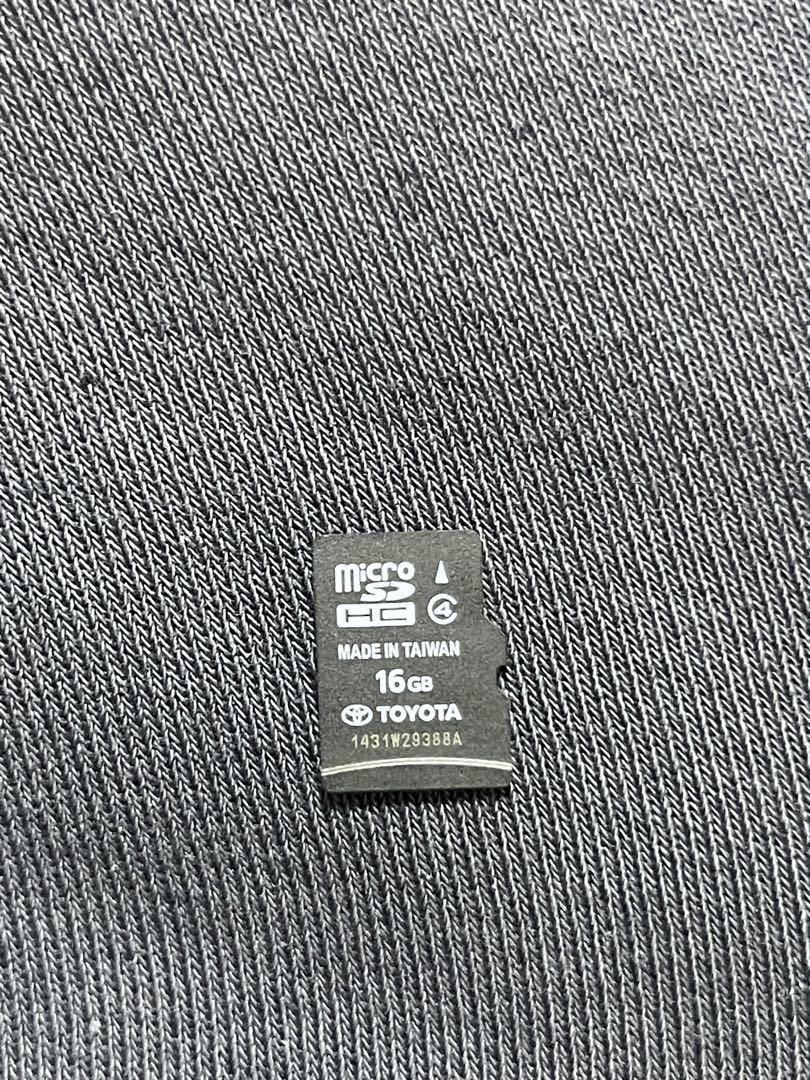 micro
SD
HC 4
MADE IN TAIWAN
16GB
TOYOTA
1431W29388A